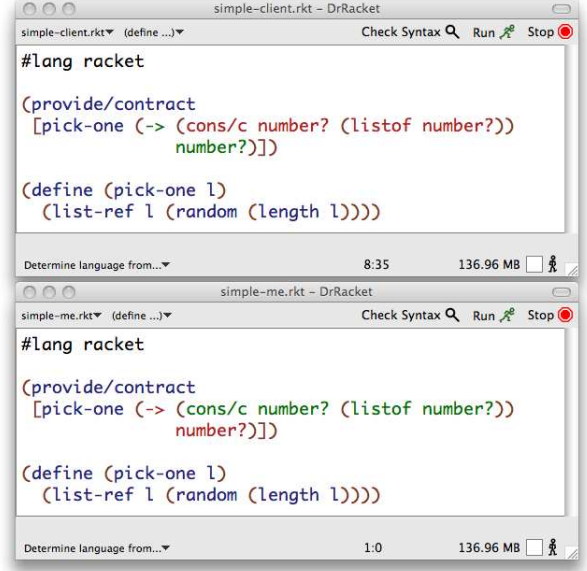 simple-client.rkt – DrRacket
simple-client.rkt▼ (define ...)▼ Check Syntax Run Stop
#lang racket
(provide/contract
[pick-one (-> (cons/c number? (listof number?))
number?)])
(define (pick-one l)
(list-ref l (random (length l))))
Determine language from...▼ 8:35 136.96 MB
simple-me.rkt – DrRacket
simple-me.rkt▼ (define ...)▼ Check Syntax Run Stop
#lang racket
(provide/contract
[pick-one (-> (cons/c number? (listof number?))
number?)])
(define (pick-one l)
(list-ref l (random (length l))))
Determine language from...▼ 1:0 136.96 MB